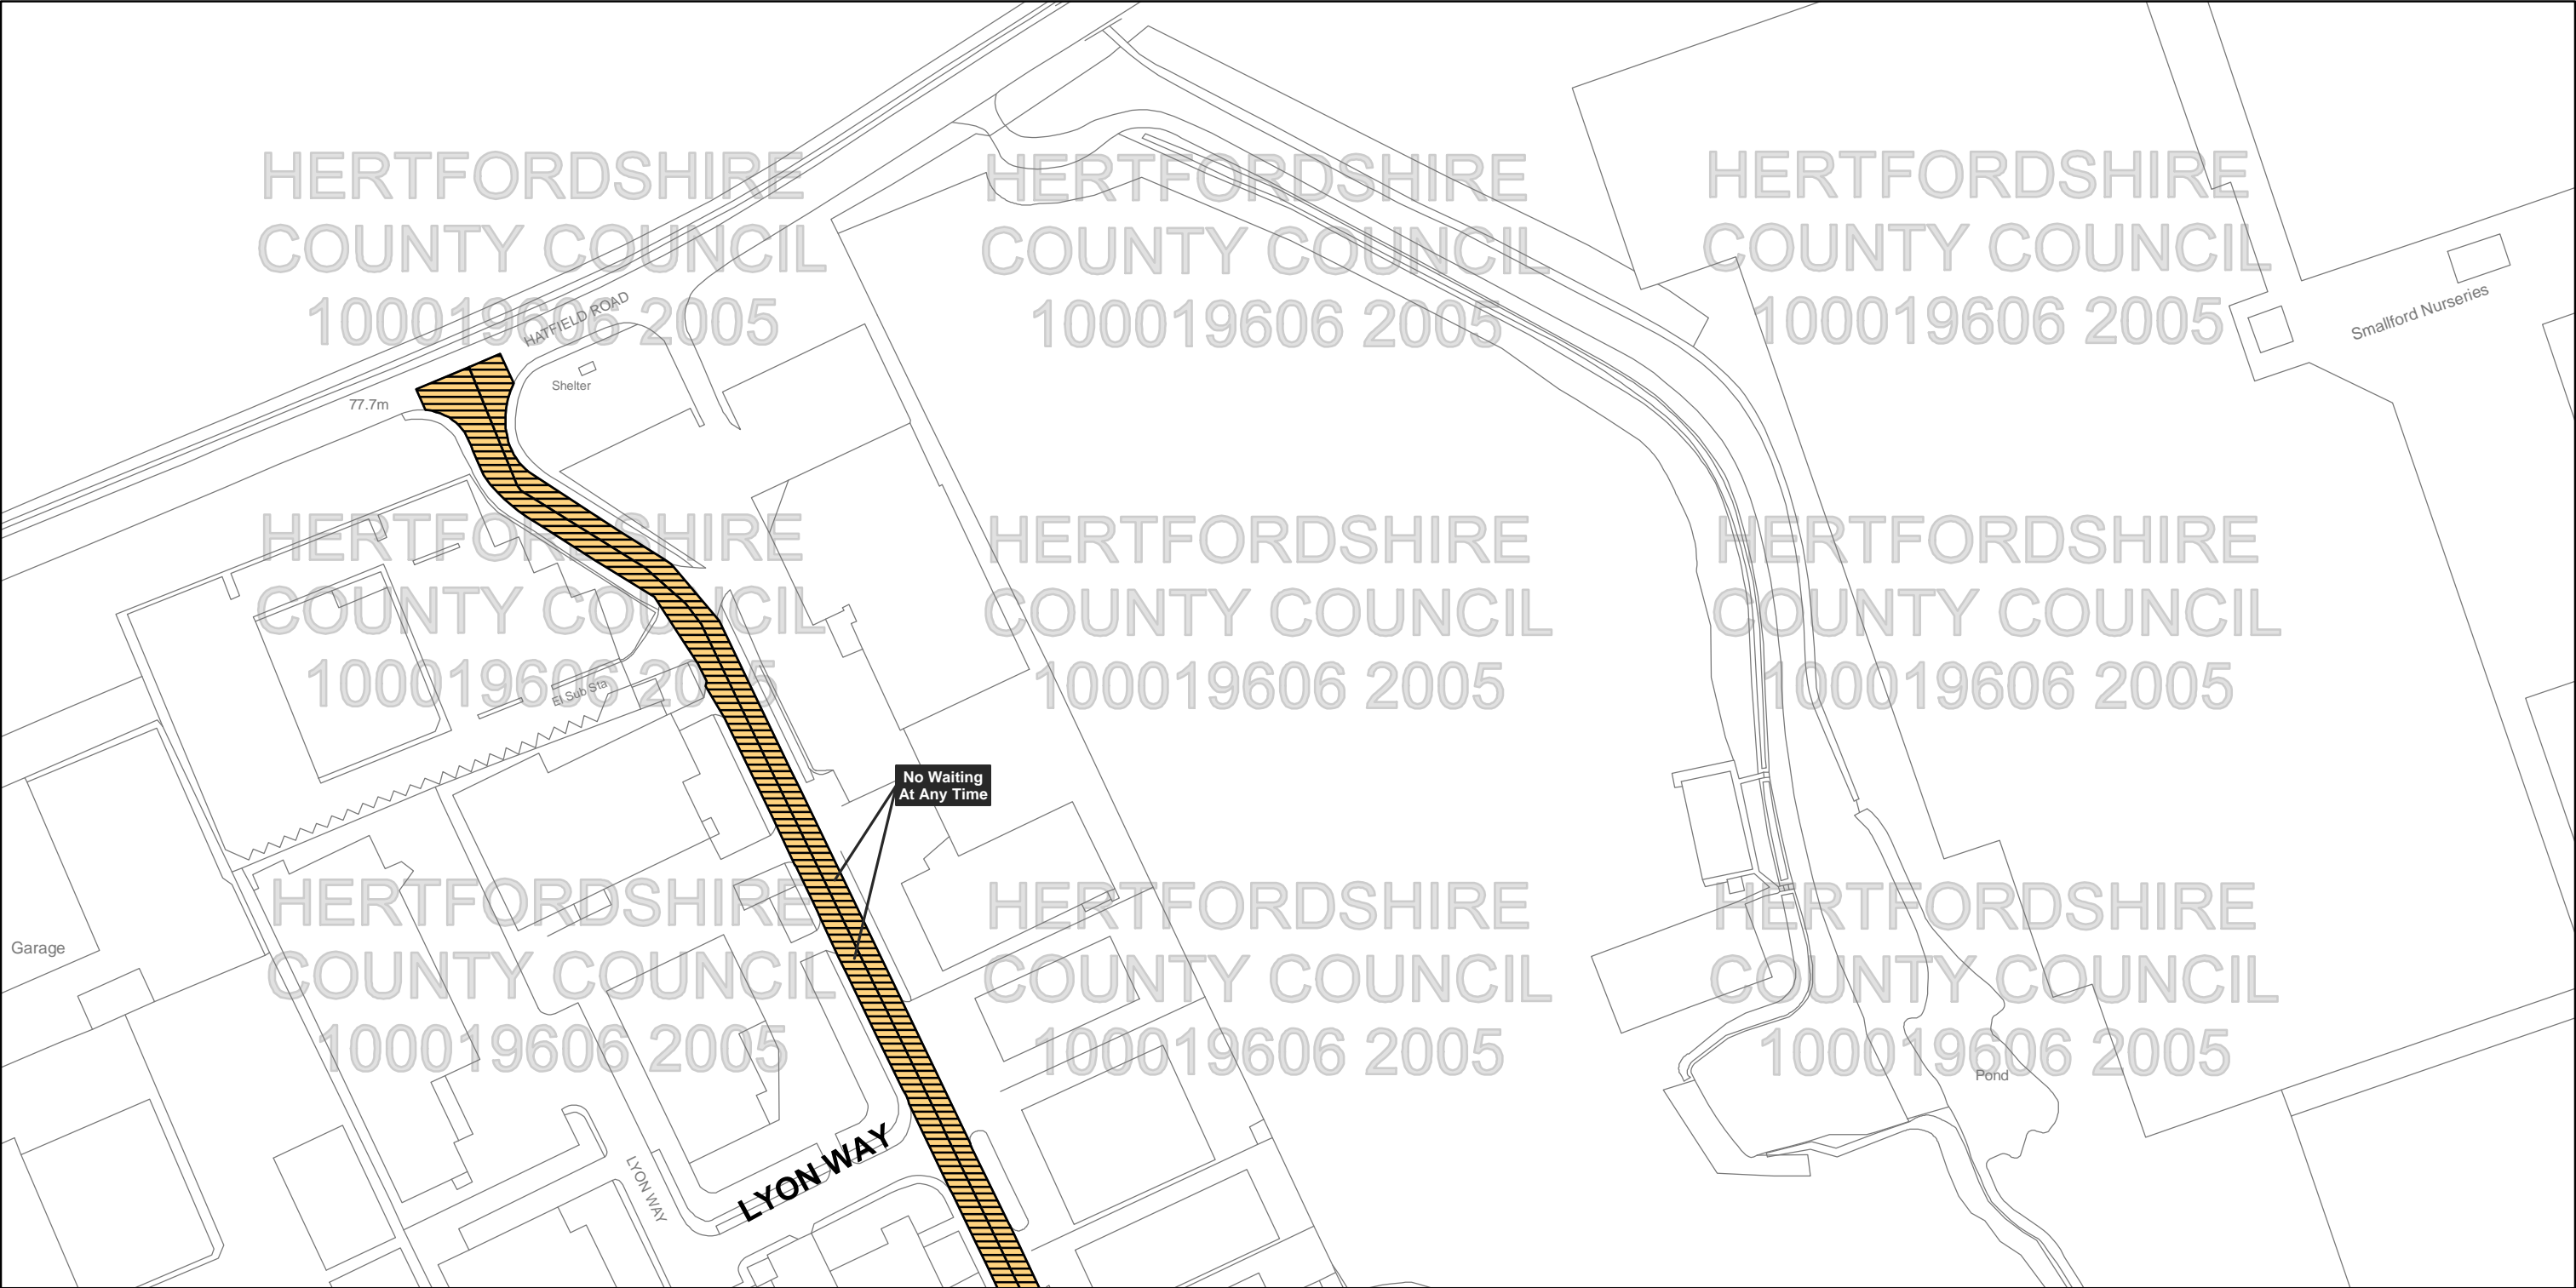 HERTFORDSHIRE
COUNTY COUNCIL
100019606 2005
HERTFORDSHIRE
COUNTY COUNCIL
100019606 2005
HERTFORDSHIRE
COUNTY COUNCIL
100019606 2005
HATFIELD ROAD
Smallford Nurseries
Shelter
77.7m
HERTFORDSHIRE
COUNTY COUNCIL
100019606 2005
HERTFORDSHIRE
COUNTY COUNCIL
100019606 2005
HERTFORDSHIRE
COUNTY COUNCIL
100019606 2005
El Sub Sta
No Waiting
At Any Time
HERTFORDSHIRE
COUNTY COUNCIL
100019606 2005
HERTFORDSHIRE
COUNTY COUNCIL
100019606 2005
HERTFORDSHIRE
COUNTY COUNCIL
100019606 2005
Garage
Pond
LYON WAY
LYON WAY